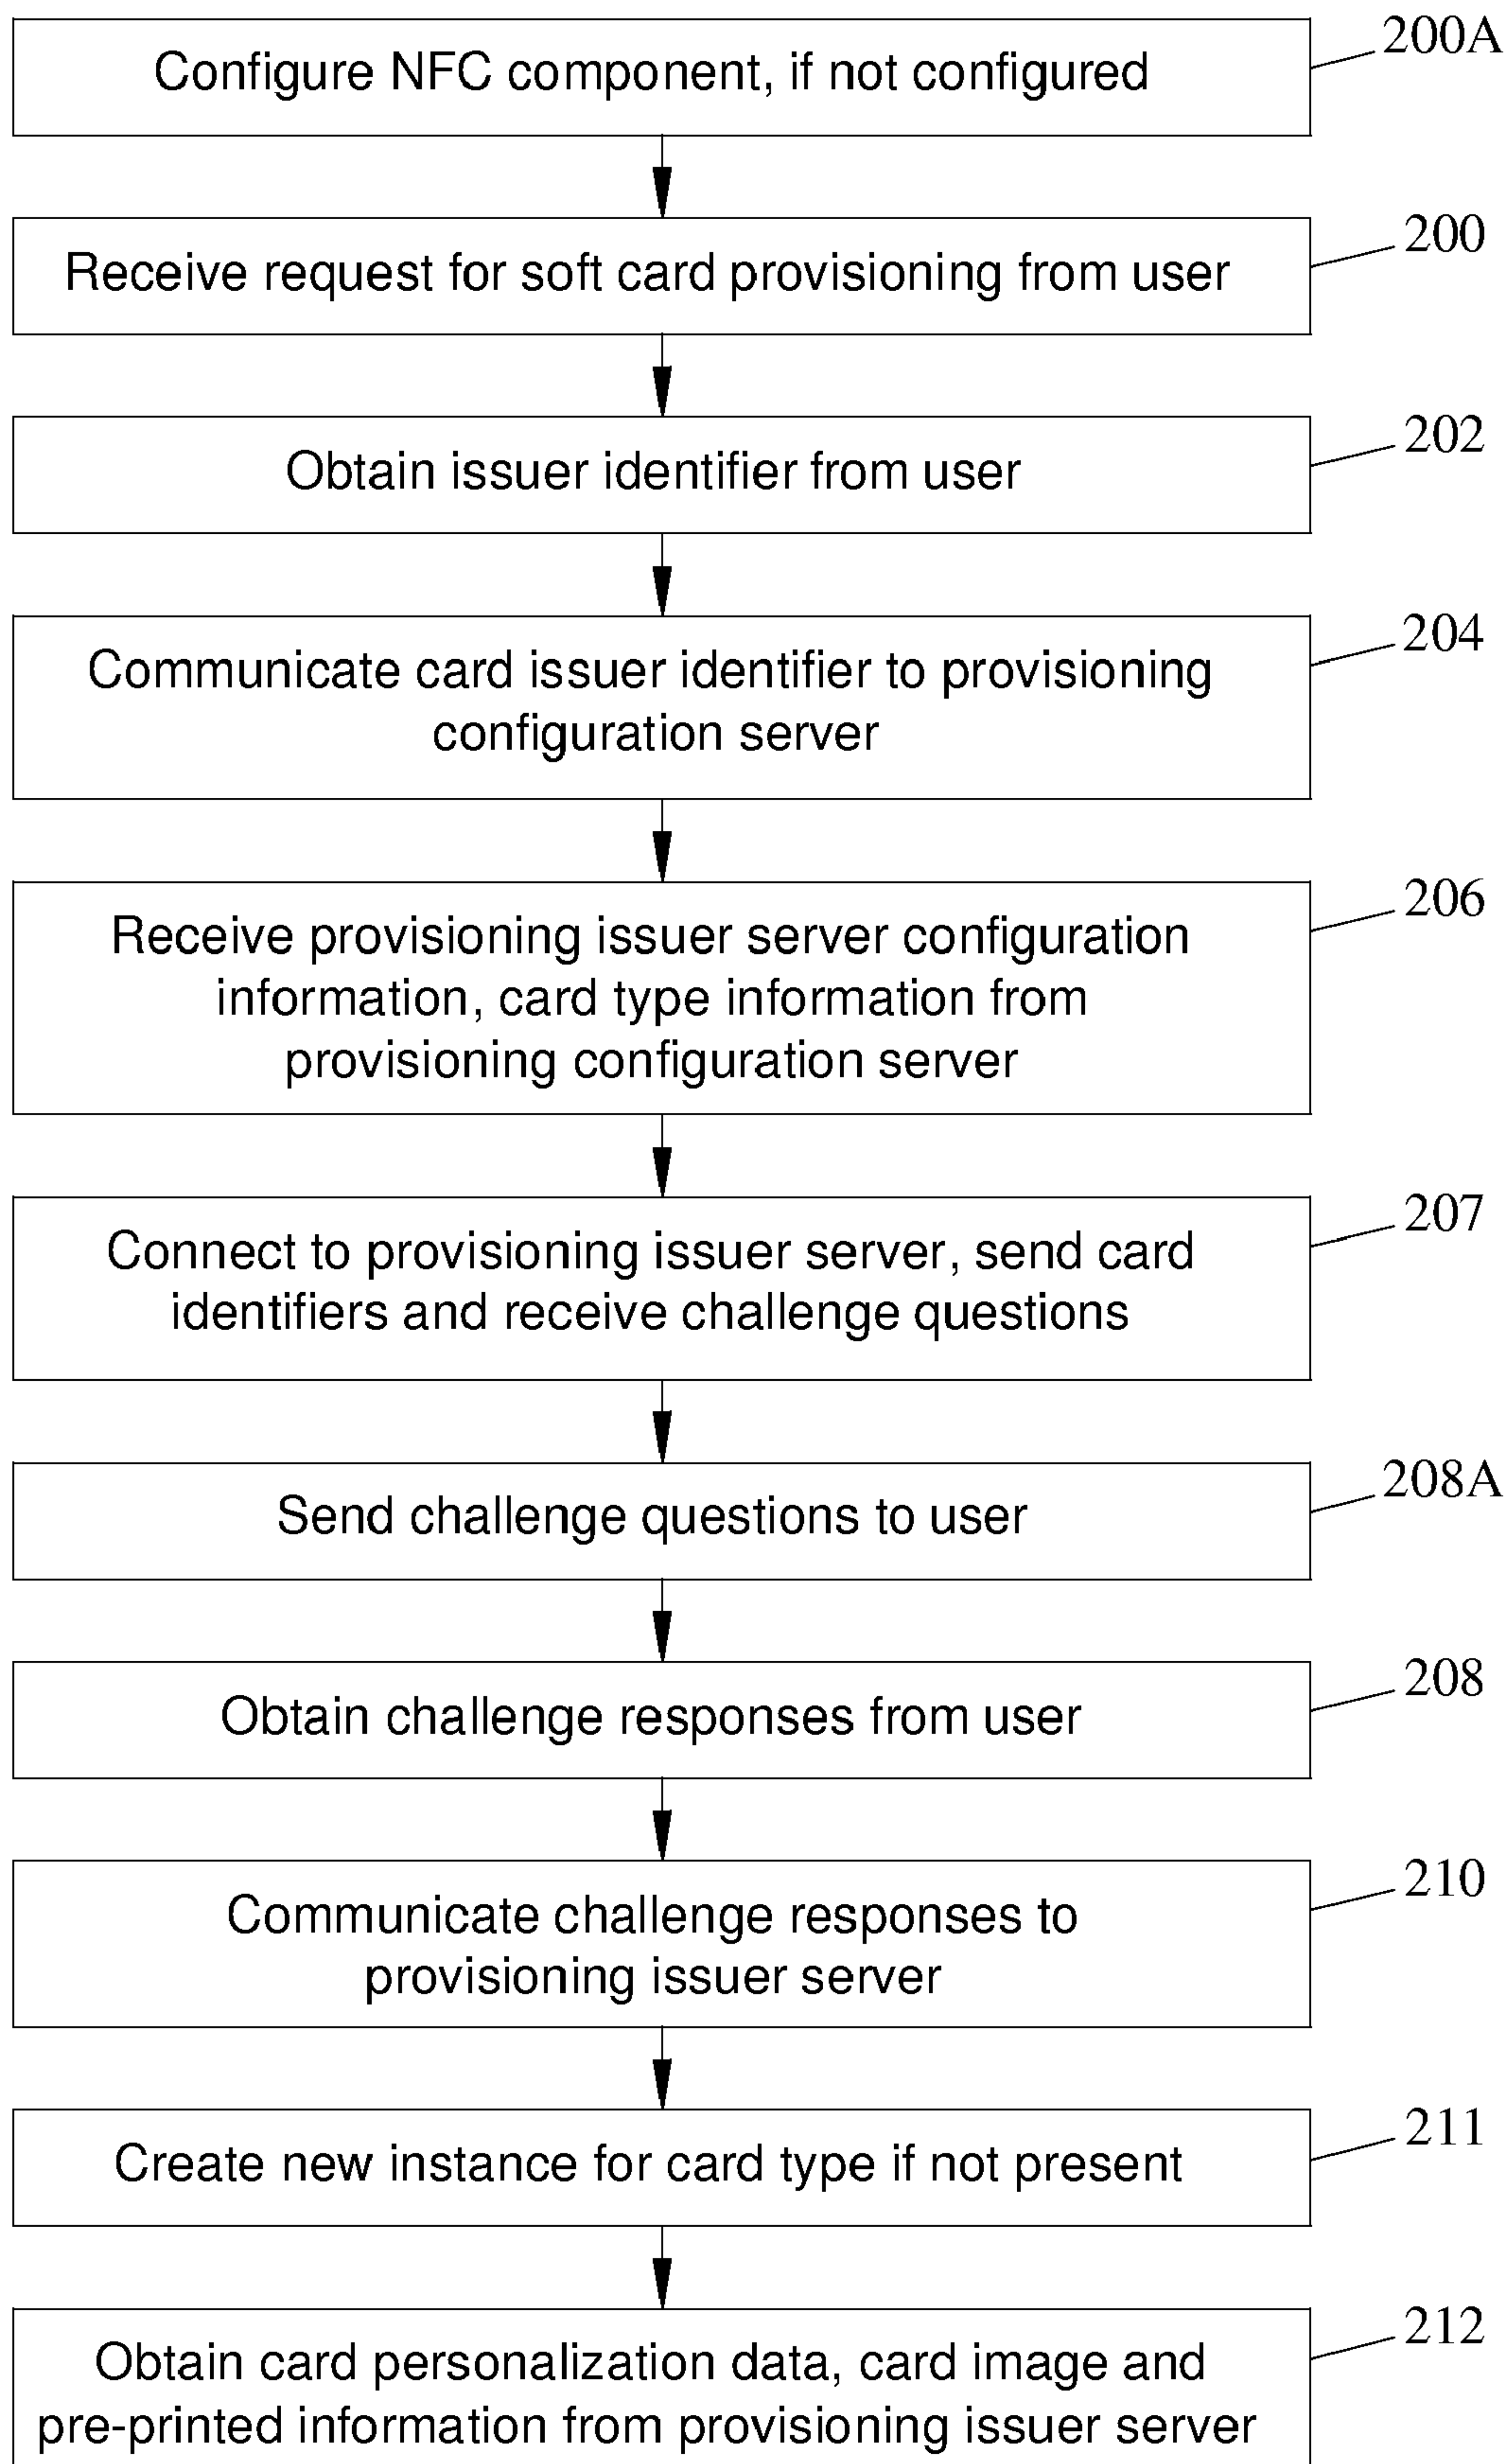 Configure NFC component, if not configured
200A
Receive request for soft card provisioning from user
200
Obtain issuer identifier from user
202
Communicate card issuer identifier to provisioning
configuration server
204
Receive provisioning issuer server configuration
information, card type information from
provisioning configuration server
206
Connect to provisioning issuer server, send card
identifiers and receive challenge questions
207
Send challenge questions to user
208A
Obtain challenge responses from user
208
Communicate challenge responses to
provisioning issuer server
210
Create new instance for card type if not present
211
Obtain card personalization data, card image and
pre-printed information from provisioning issuer server
212